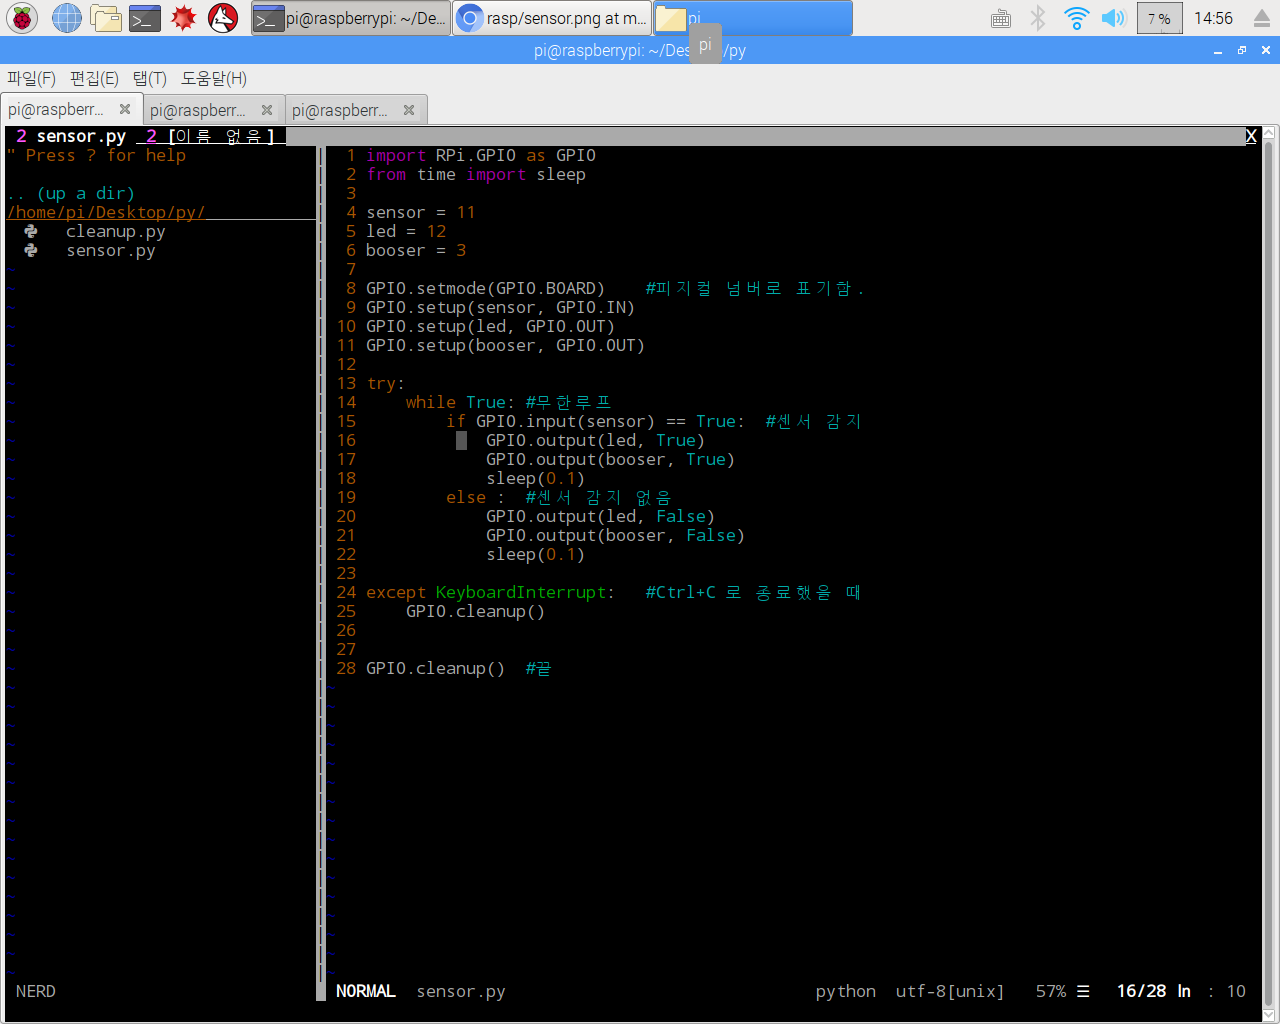 pi@raspberrypi: ~/De... rasp/sensor.png at m... pi 7 % 14:56
pi@raspberrypi: ~/Des /py
pi
파일(F) 편집(E) 탭(T) 도움말(H)
pi@raspberr... pi@raspberr... pi@raspberr...
2 sensor.py 2 [이름 없음] X
" Press ? for help
.. (up a dir)
/home/pi/Desktop/py/
cleanup.py
sensor.py
1 import RPi.GPIO as GPIO
2 from time import sleep
3
4 sensor = 11
5 led = 12
6 booser = 3
7
8 GPIO.setmode(GPIO.BOARD) #피지컬 넘버로 표기함.
9 GPIO.setup(sensor, GPIO.IN)
10 GPIO.setup(led, GPIO.OUT)
11 GPIO.setup(booser, GPIO.OUT)
12
13 try:
14 while True: #무한루프
15 if GPIO.input(sensor) == True: #센서 감지
16 GPIO.output(led, True)
17 GPIO.output(booser, True)
18 sleep(0.1)
19 else : #센서 감지 없음
20 GPIO.output(led, False)
21 GPIO.output(booser, False)
22 sleep(0.1)
23
24 except KeyboardInterrupt: #Ctrl+C 로 종료했을 때
25 GPIO.cleanup()
26
27
28 GPIO.cleanup() #끝
NERD NORMAL sensor.py python utf-8[unix] 57% ☰ 16/28 ln : 10